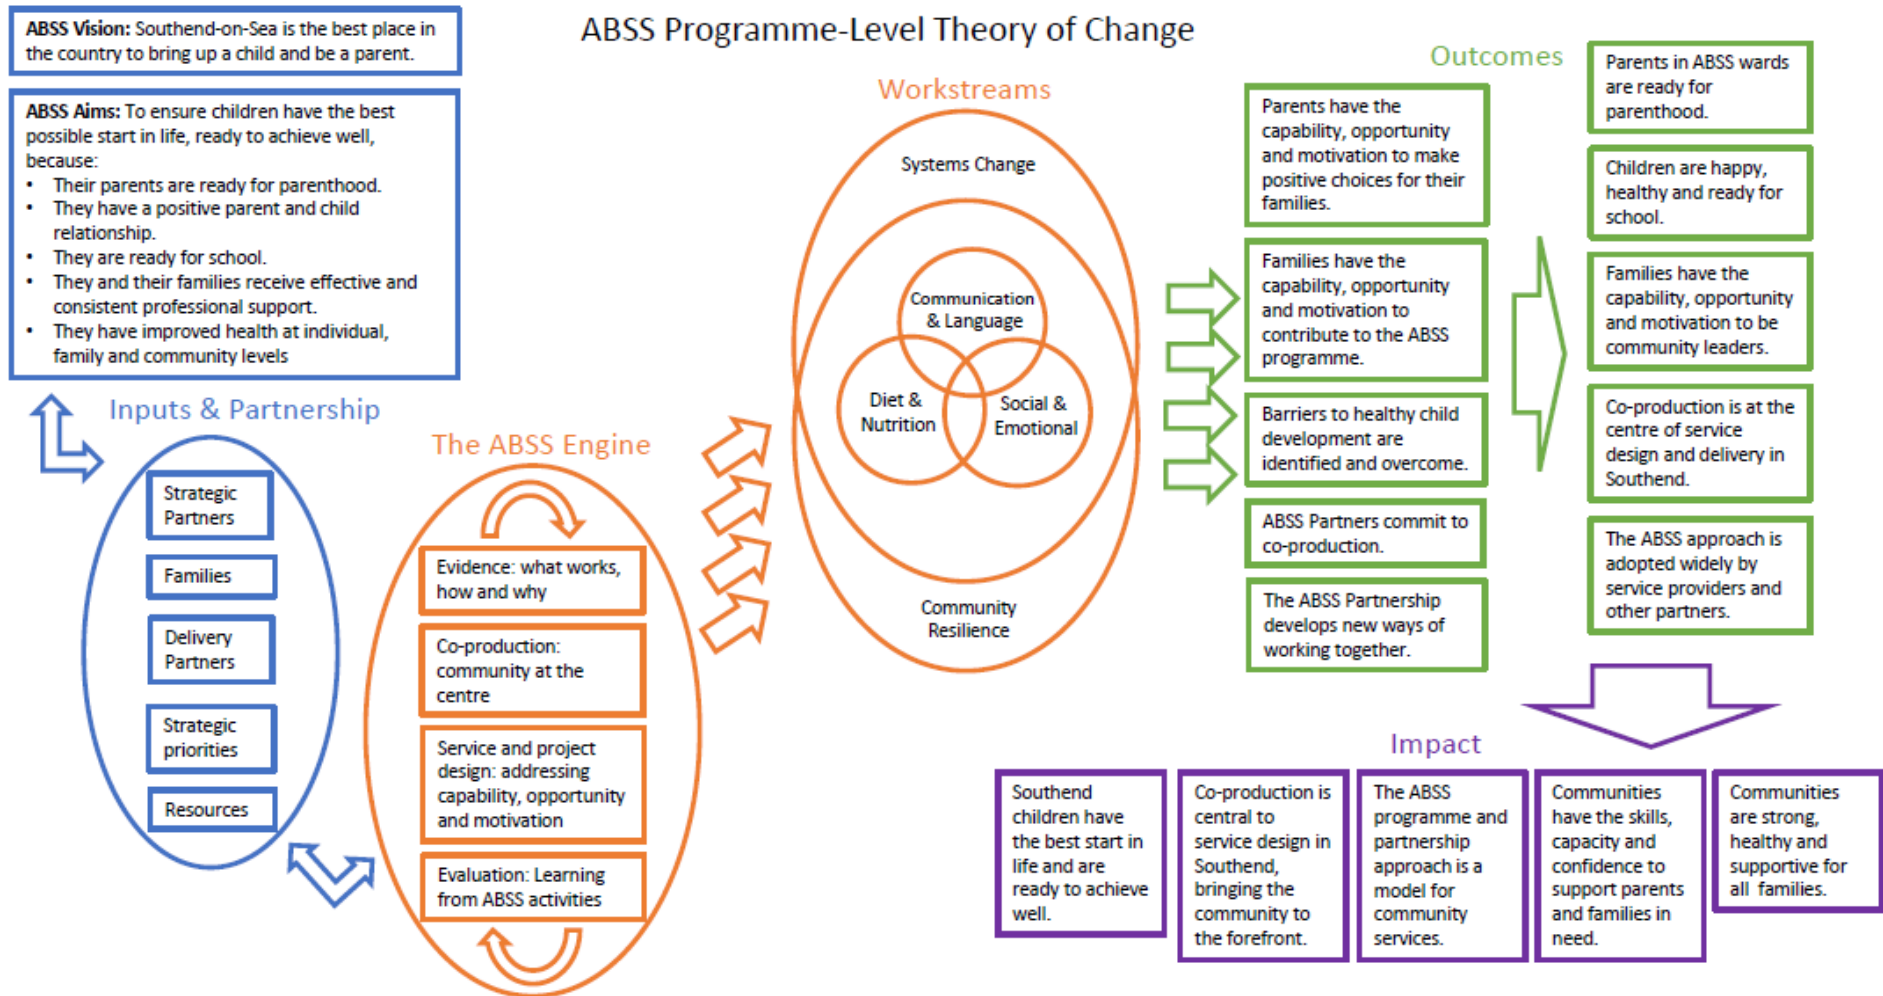 ABSS Programme-Level Theory of Change
ABSS Vision: Southend-on-Sea is the best place in
the country to bring up a child and be a parent.
ABSS Aims: To ensure children have the best
possible start in life, ready to achieve well,
because:
• Their parents are ready for parenthood.
• They have a positive parent and child
relationship.
• They are ready for school.
• They and their families receive effective and
consistent professional support.
• They have improved health at individual,
family and community levels
Inputs & Partnership
Strategic
Partners
Families
Delivery
Partners
Strategic
priorities
Resources
The ABSS Engine
Evidence: what works,
how and why
Co-production:
community at the
centre
Service and project
design: addressing
capability, opportunity
and motivation
Evaluation: Learning
from ABSS activities
Workstreams
Systems Change
Communication
& Language
Diet &
Nutrition
Social &
Emotional
Community
Resilience
Outcomes
Parents have the
capability, opportunity
and motivation to make
positive choices for their
families.
Families have the
capability, opportunity
and motivation to
contribute to the ABSS
programme.
Barriers to healthy child
development are
identified and overcome.
ABSS Partners commit to
co-production.
The ABSS Partnership
develops new ways of
working together.
Parents in ABSS wards
are ready for
parenthood.
Children are happy,
healthy and ready for
school.
Families have the
capability, opportunity
and motivation to be
community leaders.
Co-production is at the
centre of service
design and delivery in
Southend.
The ABSS approach is
adopted widely by
service providers and
other partners.
Impact
Southend
children have
the best start in
life and are
ready to achieve
well.
Co-production is
central to
service design in
Southend,
bringing the
community to
the forefront.
The ABSS
programme and
partnership
approach is a
model for
community
services.
Communities
have the skills,
capacity and
confidence to
support parents
and families in
need.
Communities
are strong,
healthy and
supportive for
all families.